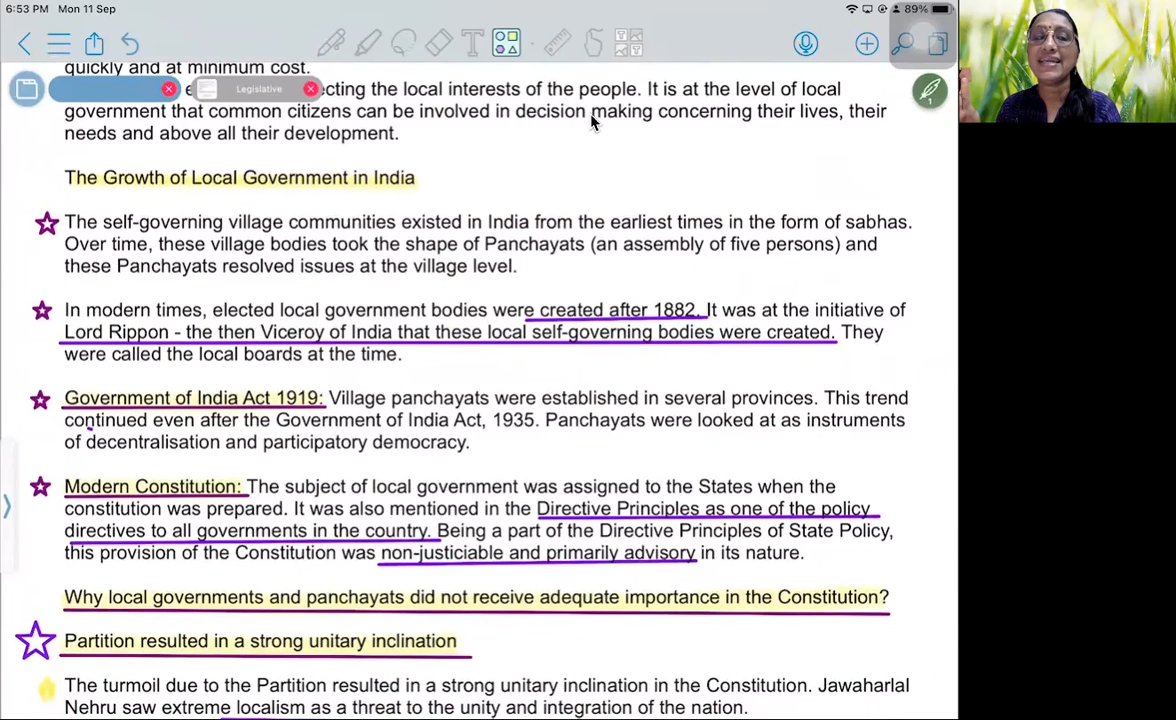 6:53 PM Mon 11 Sep
89%
quickly and at minimum cost.
Legislative
ecting the local interests of the people. It is at the level of local
government that common citizens can be involved in decision making concerning their lives, their
needs and above all their development.
The Growth of Local Government in India
The self-governing village communities existed in India from the earliest times in the form of sabhas.
Over time, these village bodies took the shape of Panchayats (an assembly of five persons) and
these Panchayats resolved issues at the village level.
In modern times, elected local government bodies were created after 1882. It was at the initiative of
Lord Rippon - the then Viceroy of India that these local self-governing bodies were created. They
were called the local boards at the time.
Government of India Act 1919: Village panchayats were established in several provinces. This trend
continued even after the Government of India Act, 1935. Panchayats were looked at as instruments
of decentralisation and participatory democracy.
Modern Constitution: The subject of local government was assigned to the States when the
constitution was prepared. It was also mentioned in the Directive Principles as one of the policy
directives to all governments in the country. Being a part of the Directive Principles of State Policy,
this provision of the Constitution was non-justiciable and primarily advisory in its nature.
Why local governments and panchayats did not receive adequate importance in the Constitution?
Partition resulted in a strong unitary inclination
The turmoil due to the Partition resulted in a strong unitary inclination in the Constitution. Jawaharlal
Nehru saw extreme localism as a threat to the unity and integration of the nation.